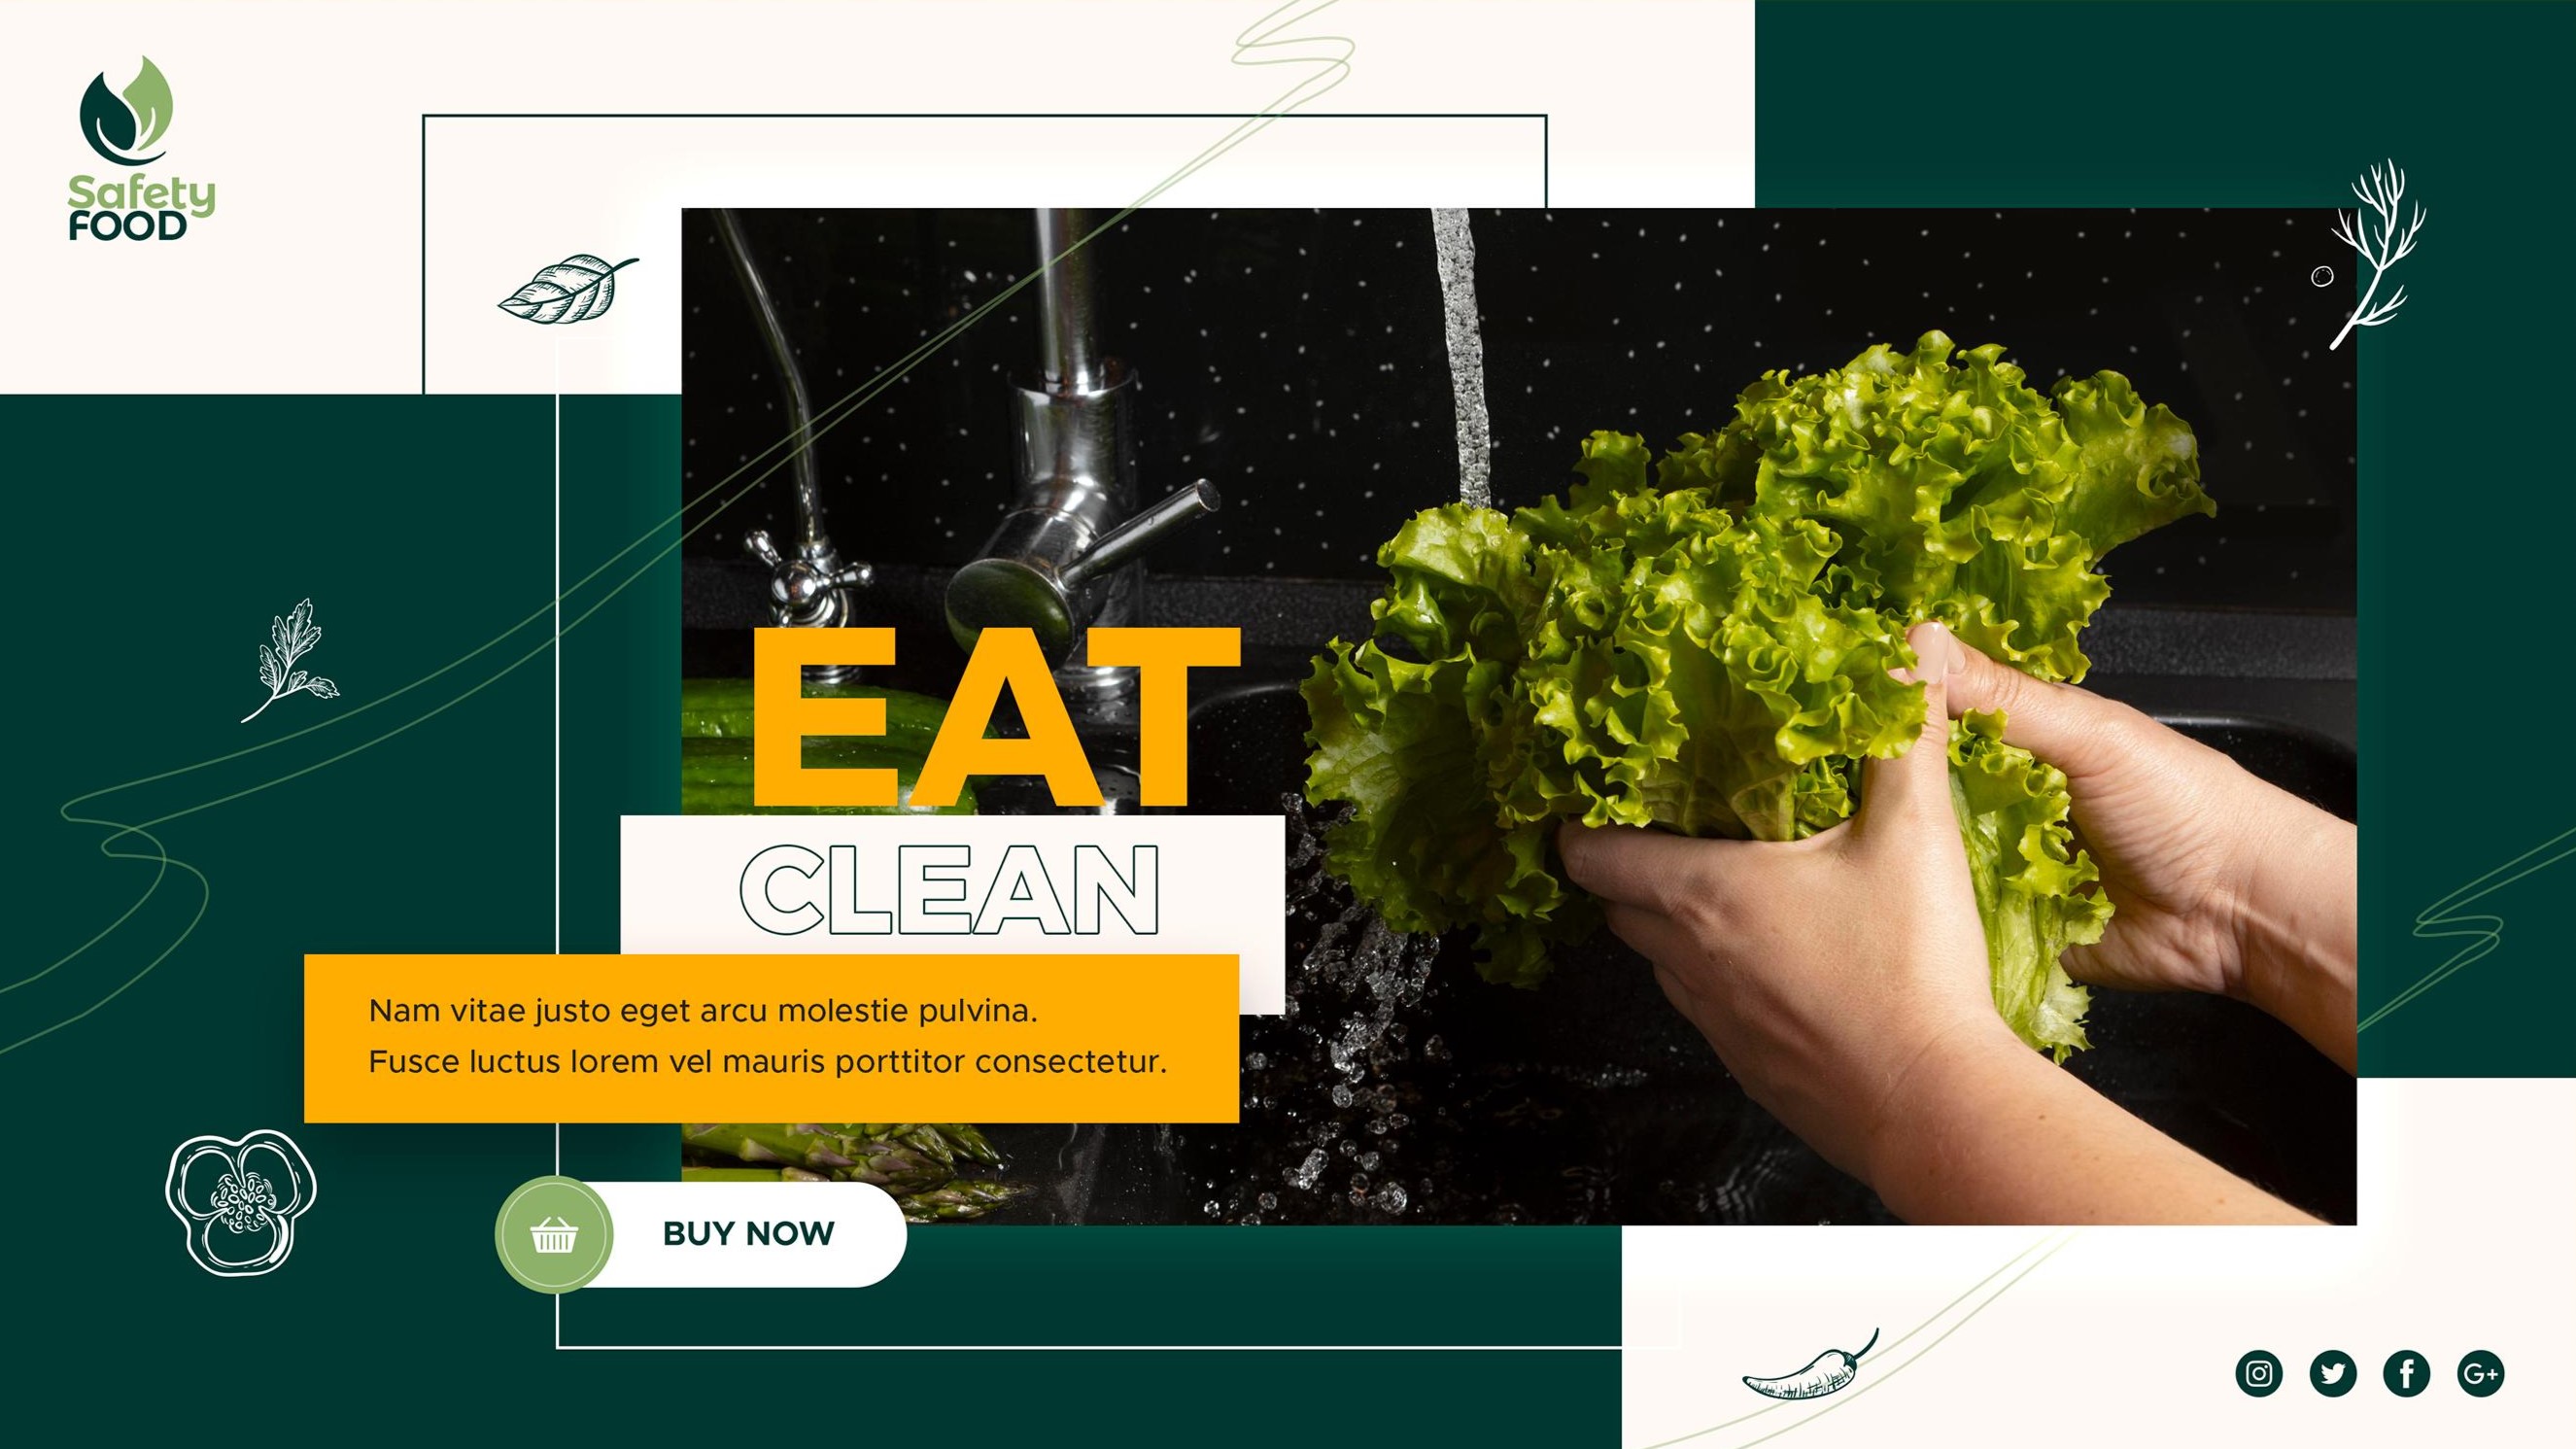 Safety
FOOD
EAT
CLEAN
Nam vitae justo eget arcu molestie pulvina.
Fusce luctus lorem vel mauris porttitor consectetur.
BUY NOW
G+